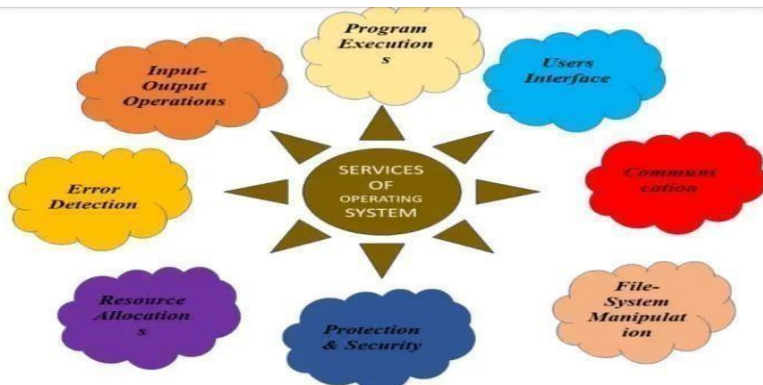 Program
Execution
s
Users
Interface
Input-
Output
Operations
SERVICES
OF
OPERATING
SYSTEM
Communi
cation
Error
Detection
File-
System
Manipulat
ion
Resource
Allocation
s
Protection
& Security